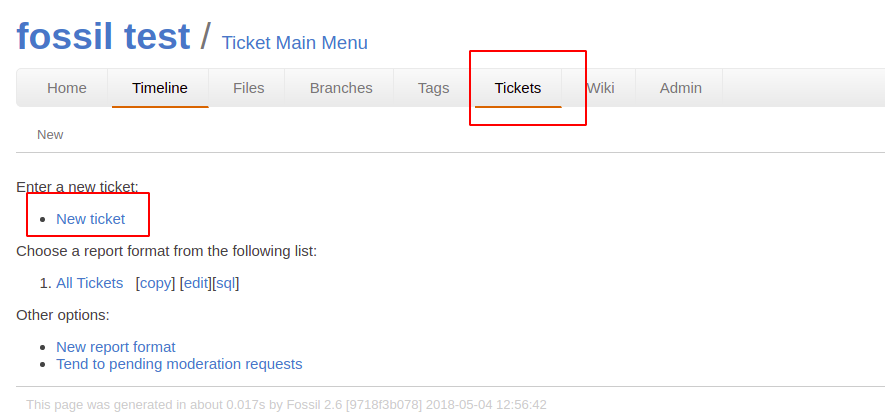 fossil test / Ticket Main Menu
Home Timeline Files Branches Tags Tickets Wiki Admin
New
Enter a new ticket:
• New ticket
Choose a report format from the following list:
1. All Tickets [copy] [edit][sql]
Other options:
• New report format
• Tend to pending moderation requests
This page was generated in about 0.017s by Fossil 2.6 [9718f3b078] 2018-05-04 12:56:42